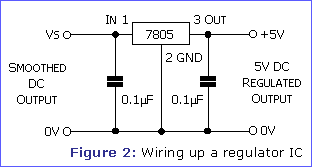 IN 1
3 OUT
Vs
7805
+5V
2 GND
SMOOTHED
DC
OUTPUT
0.1µF
0.1µF
5V DC
REGULATED
OUTPUT
0V
0V
Figure 2: Wiring up a regulator IC